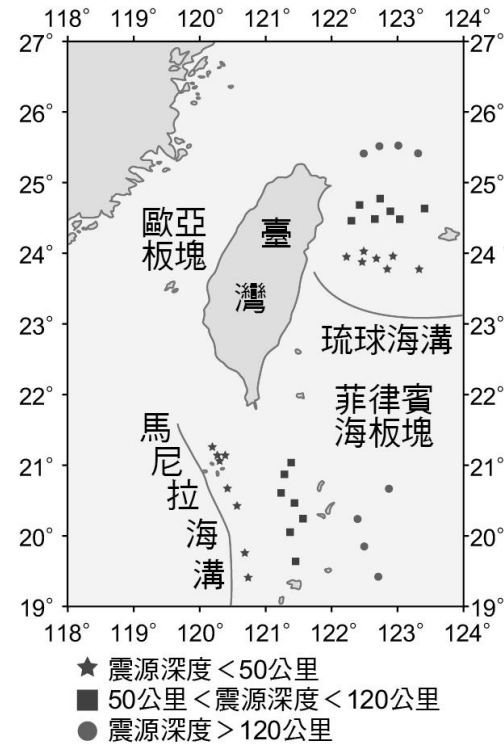 27°
26°
25°
24°
23°
22°
21°
20°
19°
118° 119° 120° 121° 122° 123° 124°
118° 119° 120° 121° 122° 123° 124°
27°
26°
25°
24°
23°
22°
21°
20°
19°
歐亞
板塊
臺
灣
琉球海溝
菲律賓
海板塊
馬
尼
拉
海
溝
★ 震源深度＜50公里
■ 50公里＜震源深度＜120公里
● 震源深度＞120公里